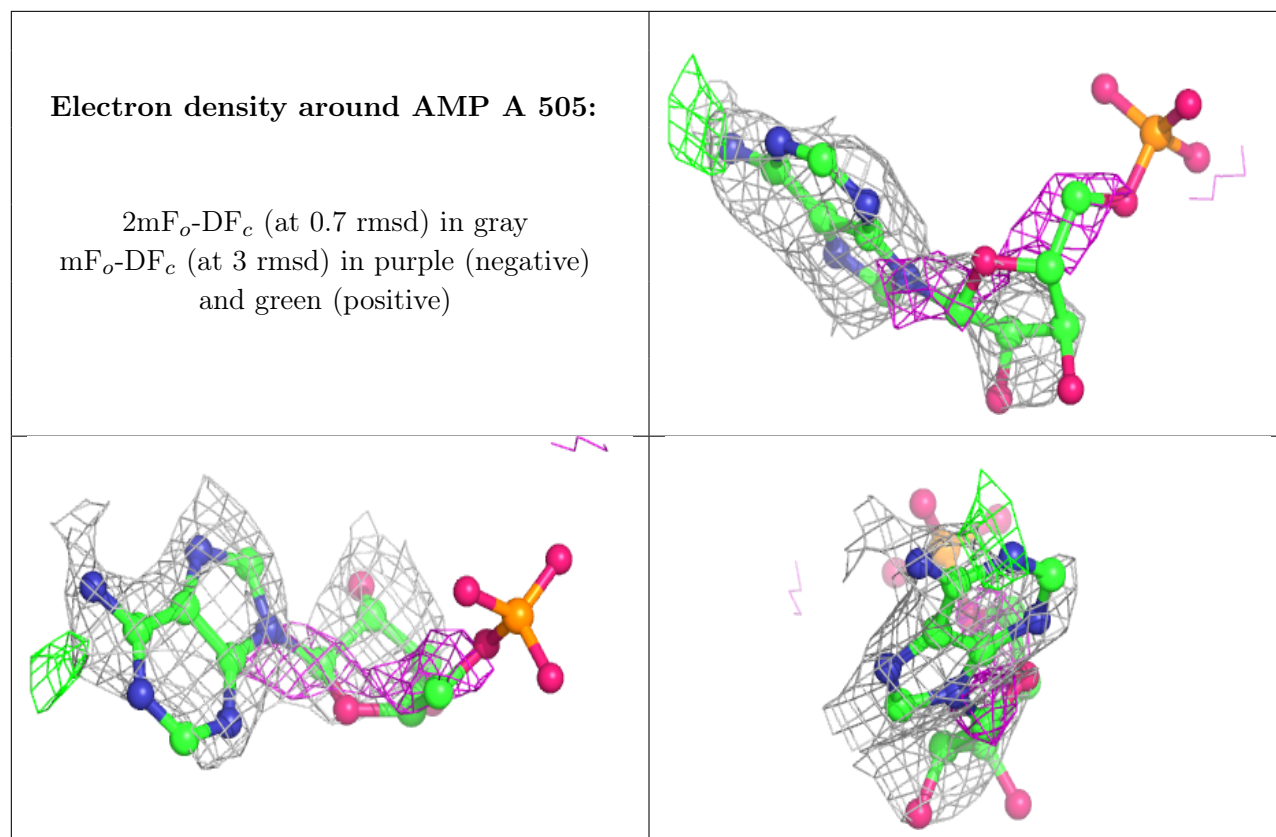 Electron density around AMP A 505:
2mFo-DFc (at 0.7 rmsd) in gray
mFo-DFc (at 3 rmsd) in purple (negative)
and green (positive)